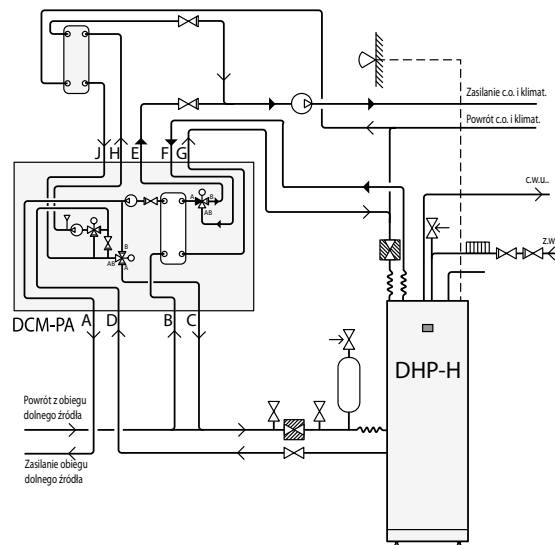 Zasilanie c.o. i klimat.
Powrót c.o. i klimat.
J H E F G
c.w.u..
A B
AB
z.w
B
AB
A
A D B C
DCM-PA
DHP-H
Powrót z obiegu
dolnego źródła
Zasilanie obiegu
dolnego źródła